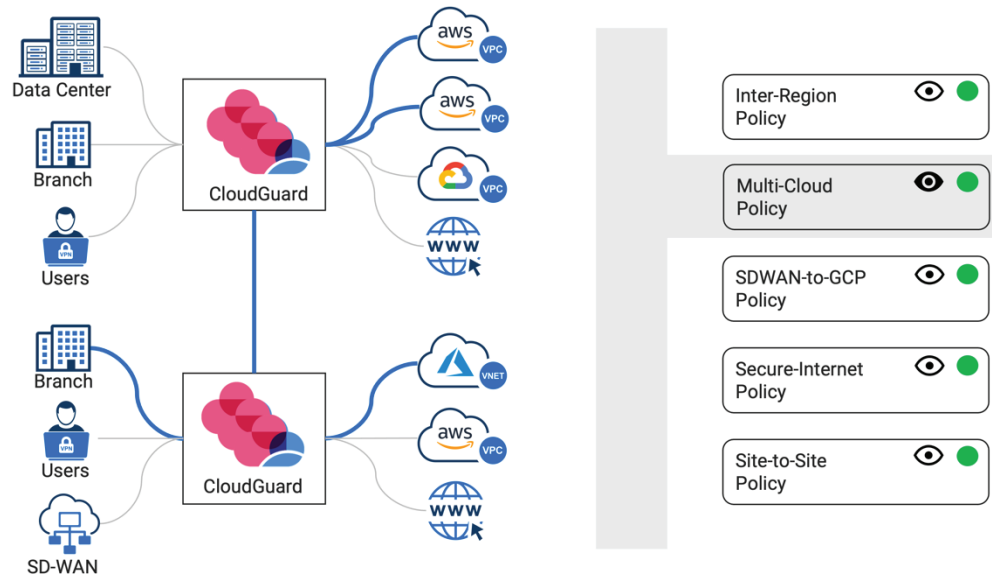 Data Center
Branch
VPN
Users
CloudGuard
aws
VPC
aws
VPC
VPC
WWW
Branch
VPN
Users
SD-WAN
CloudGuard
VNET
aws
VPC
WWW
Inter-Region
Policy
Multi-Cloud
Policy
SDWAN-to-GCP
Policy
Secure-Internet
Policy
Site-to-Site
Policy